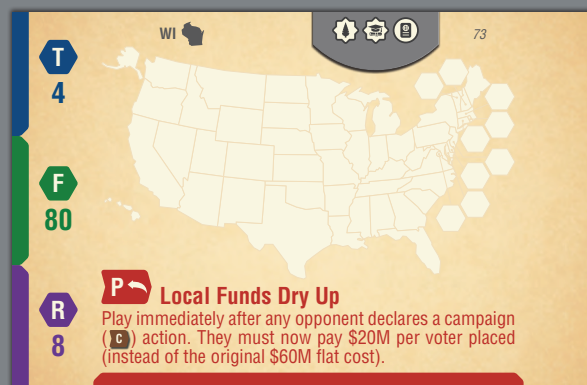 WI
73
T
4
F
80
R
8
P
Local Funds Dry Up
Play immediately after any opponent declares a campaign
( C ) action. They must now pay $20M per voter placed
(instead of the original $60M flat cost).